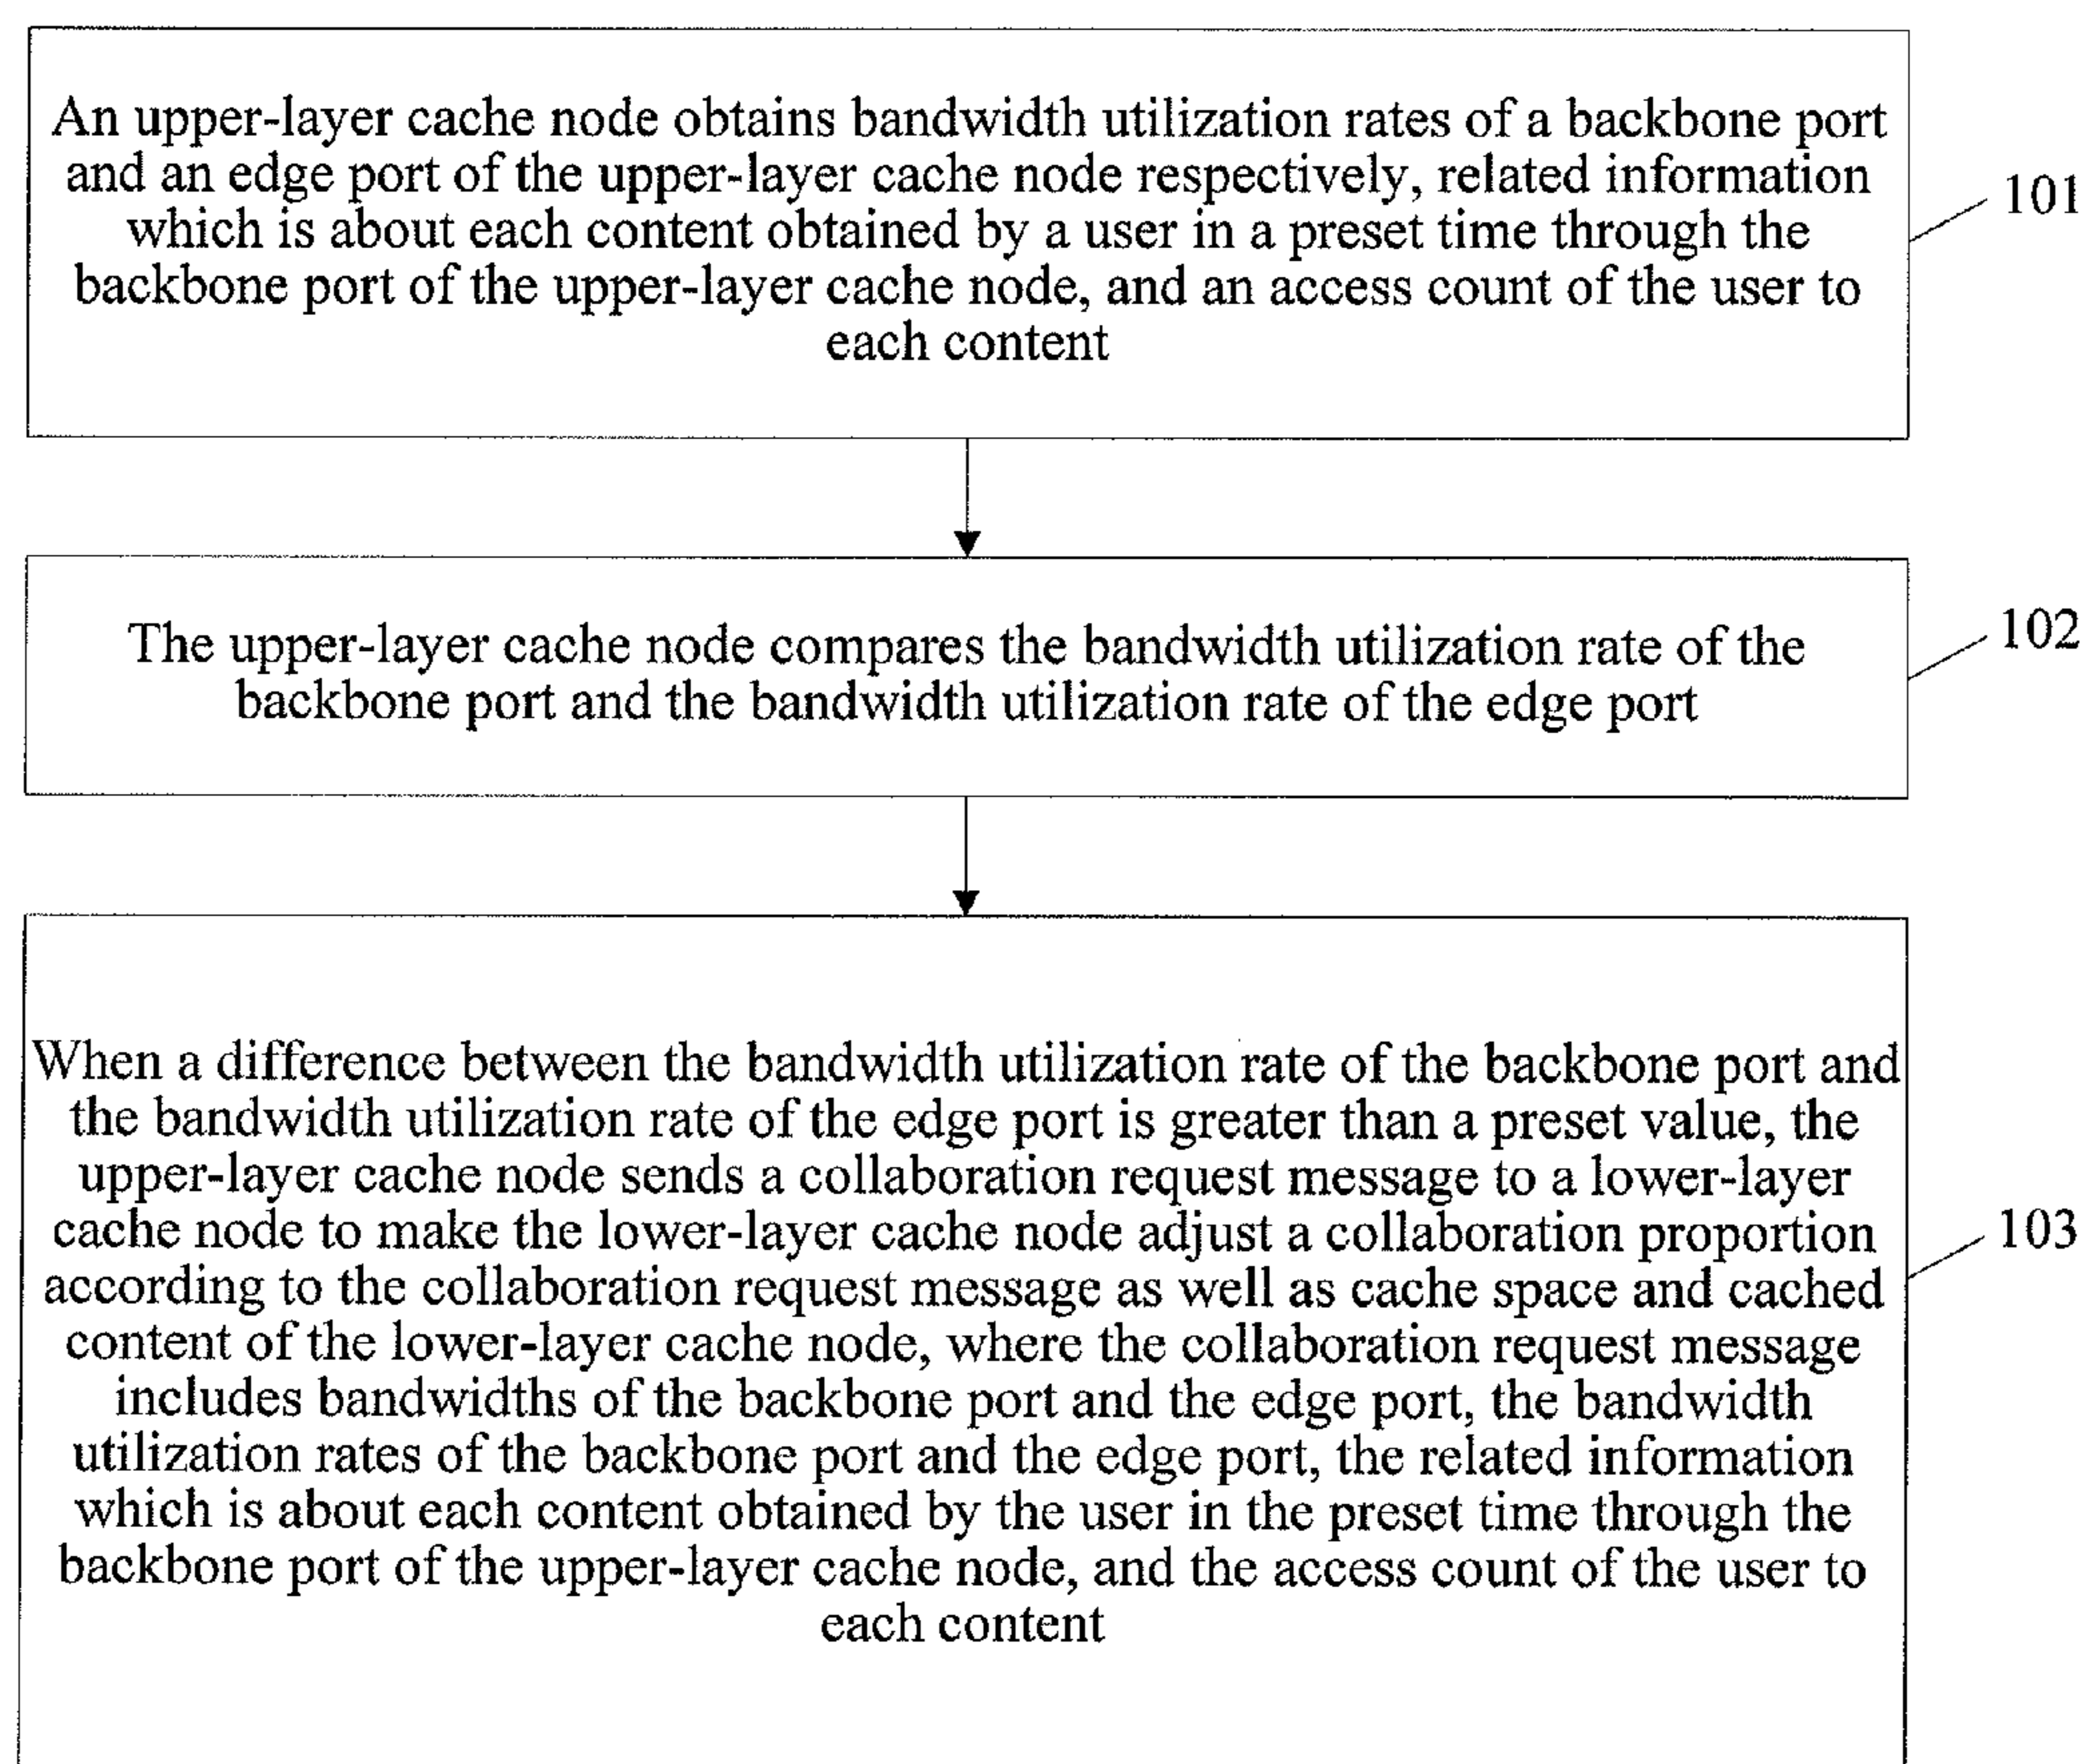 An upper-layer cache node obtains bandwidth utilization rates of a backbone port
and an edge port of the upper-layer cache node respectively, related information
which is about each content obtained by a user in a preset time through the
backbone port of the upper-layer cache node, and an access count of the user to
each content
101
The upper-layer cache node compares the bandwidth utilization rate of the
backbone port and the bandwidth utilization rate of the edge port
102
When a difference between the bandwidth utilization rate of the backbone port and
the bandwidth utilization rate of the edge port is greater than a preset value, the
upper-layer cache node sends a collaboration request message to a lower-layer
cache node to make the lower-layer cache node adjust a collaboration proportion
according to the collaboration request message as well as cache space and cached
content of the lower-layer cache node, where the collaboration request message
includes bandwidths of the backbone port and the edge port, the bandwidth
utilization rates of the backbone port and the edge port, the related information
which is about each content obtained by the user in the preset time through the
backbone port of the upper-layer cache node, and the access count of the user to
each content
103